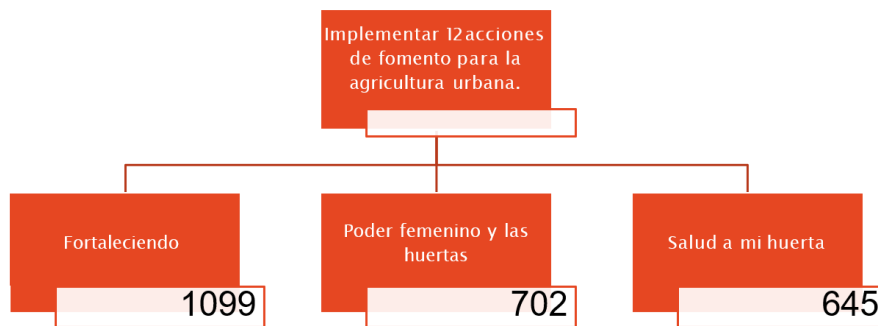 Implementar 12acciones
de fomento para la
agricultura urbana.
Fortaleciendo
1099
Poder femenino y las
huertas
702
Salud a mi huerta
645